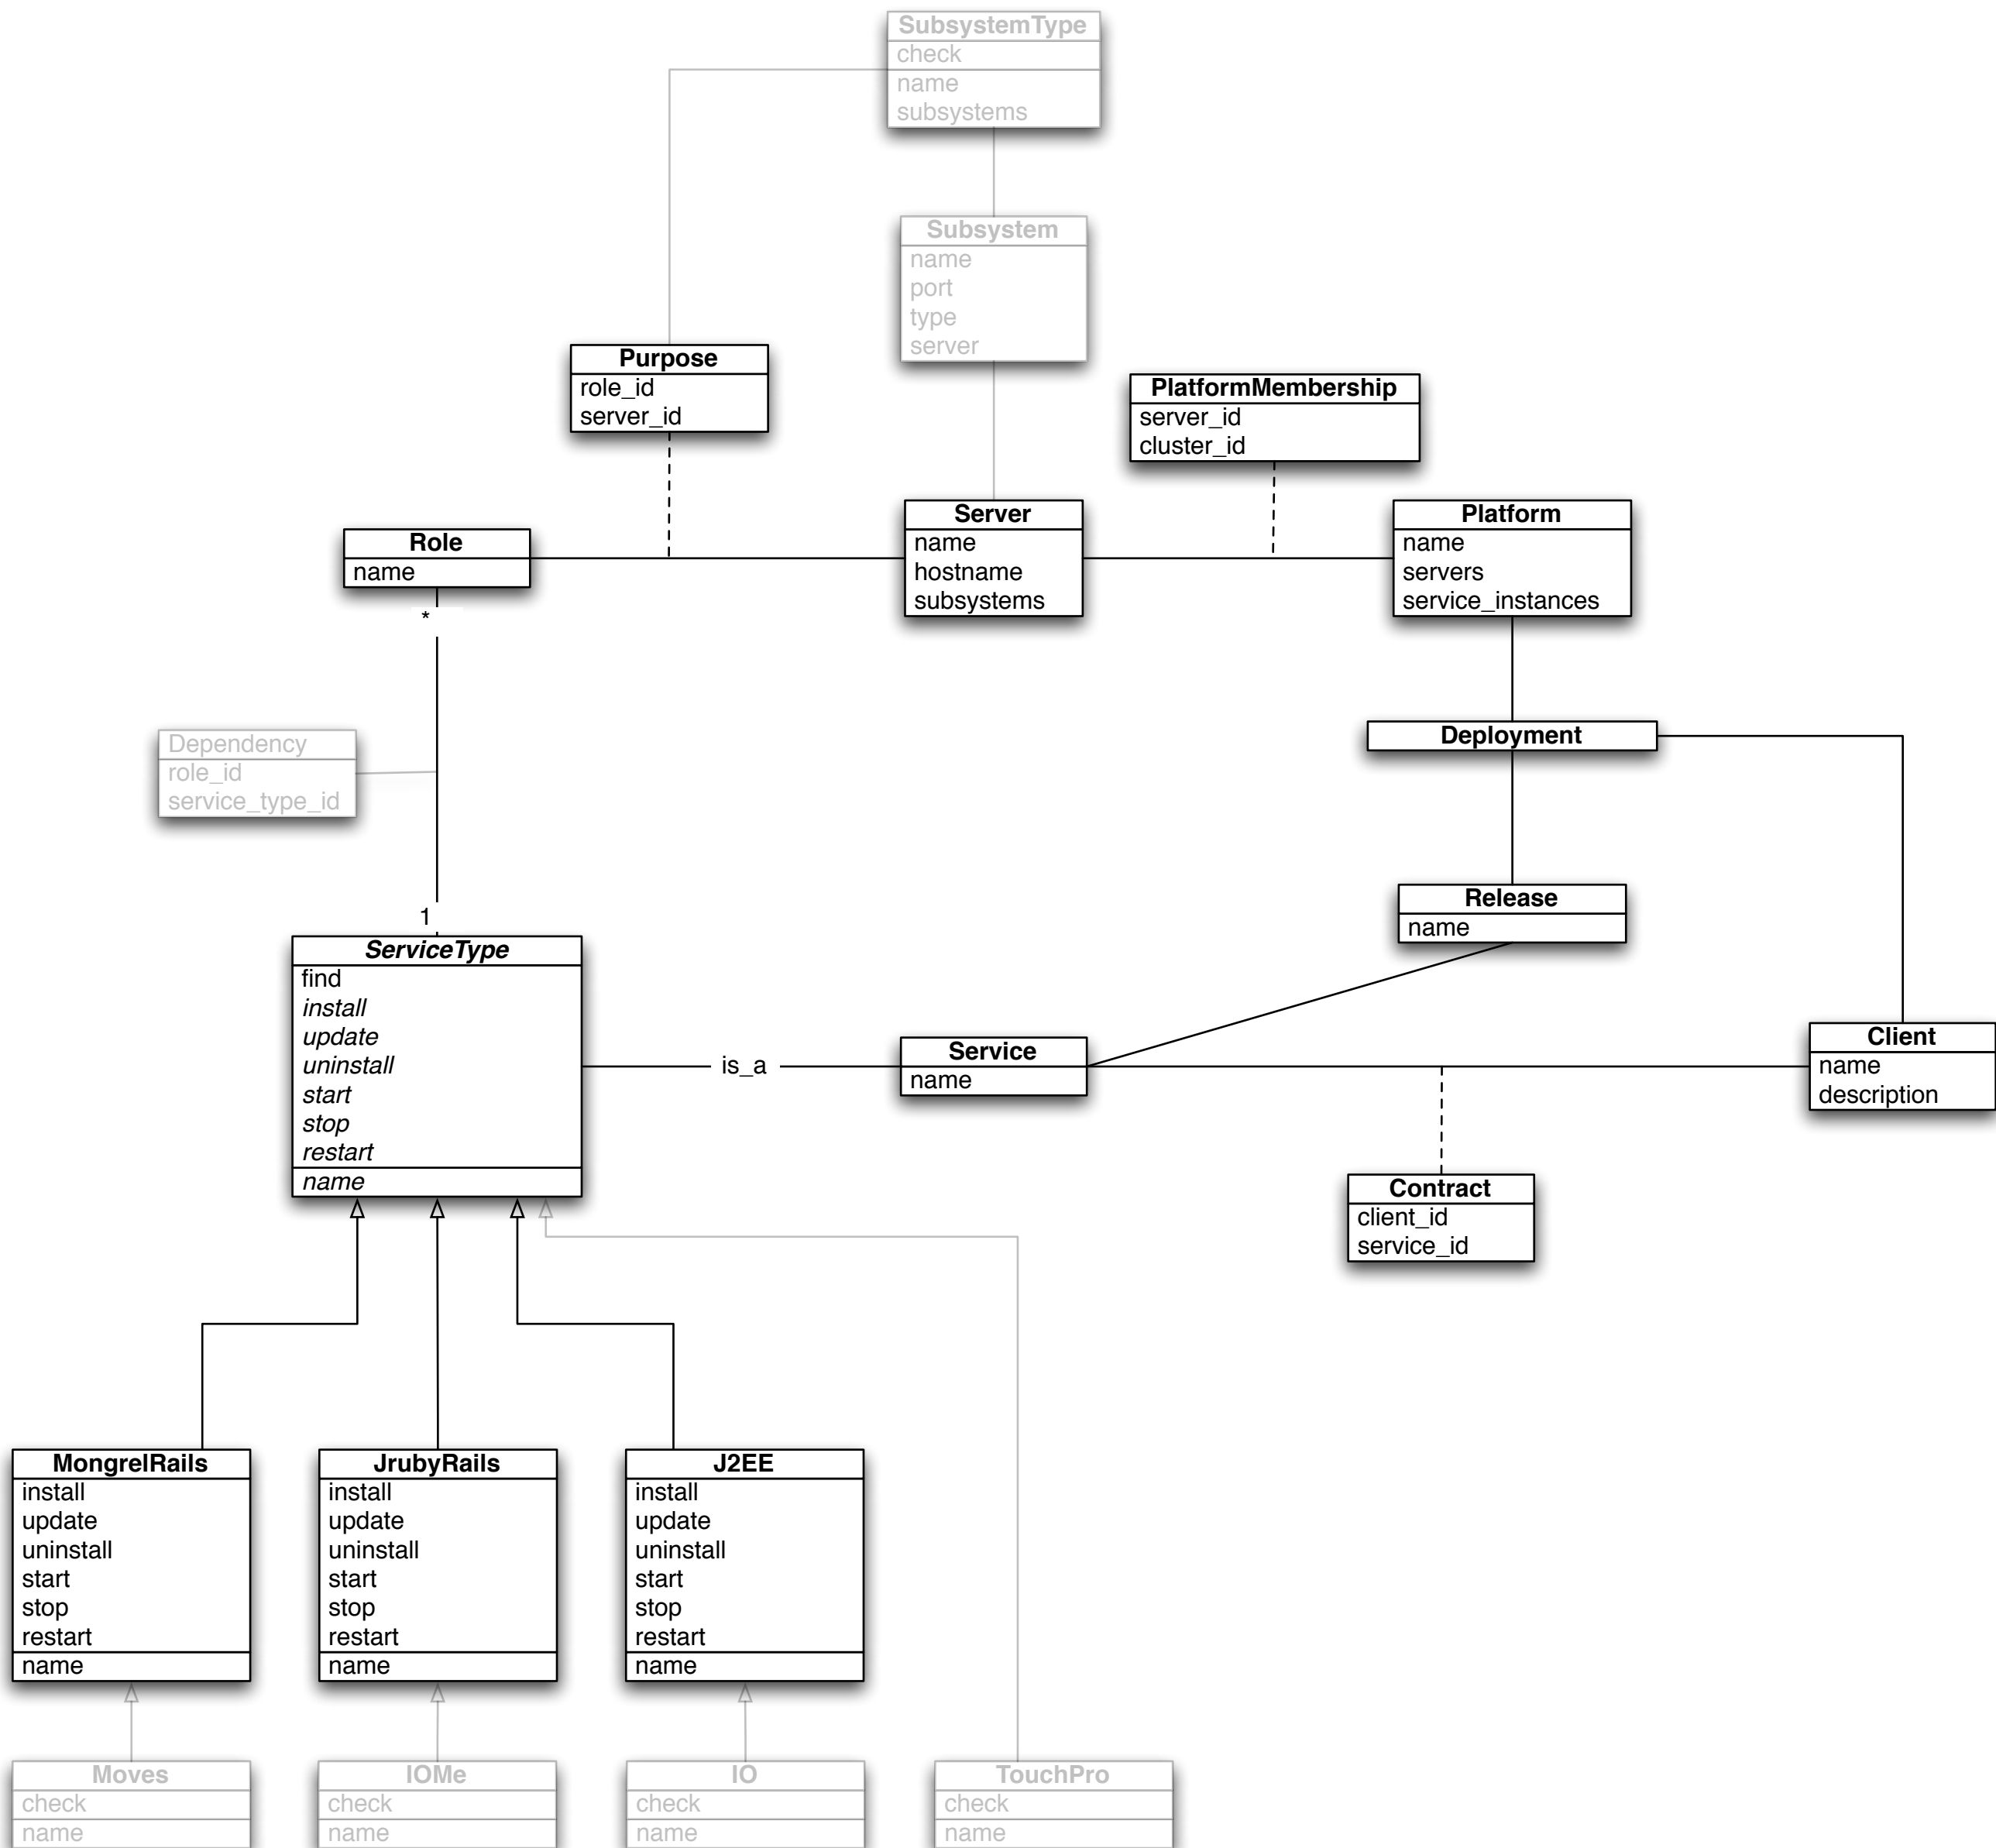 SubsystemType
check
name
subsystems
Subsystem
name
port
type
server
Purpose
role_id
server_id
PlatformMembership
server_id
cluster_id
Role
name
Server
name
hostname
subsystems
Platform
name
servers
service_instances
*
Dependency
role_id
service_type_id
Deployment
1
Release
name
ServiceType
find
install
update
uninstall
start
stop
restart
name
is_a
Service
name
Client
name
description
Contract
client_id
service_id
MongrelRails
install
update
uninstall
start
stop
restart
name
JrubyRails
install
update
uninstall
start
stop
restart
name
J2EE
install
update
uninstall
start
stop
restart
name
Moves
check
name
IOMe
check
name
IO
check
name
TouchPro
check
name